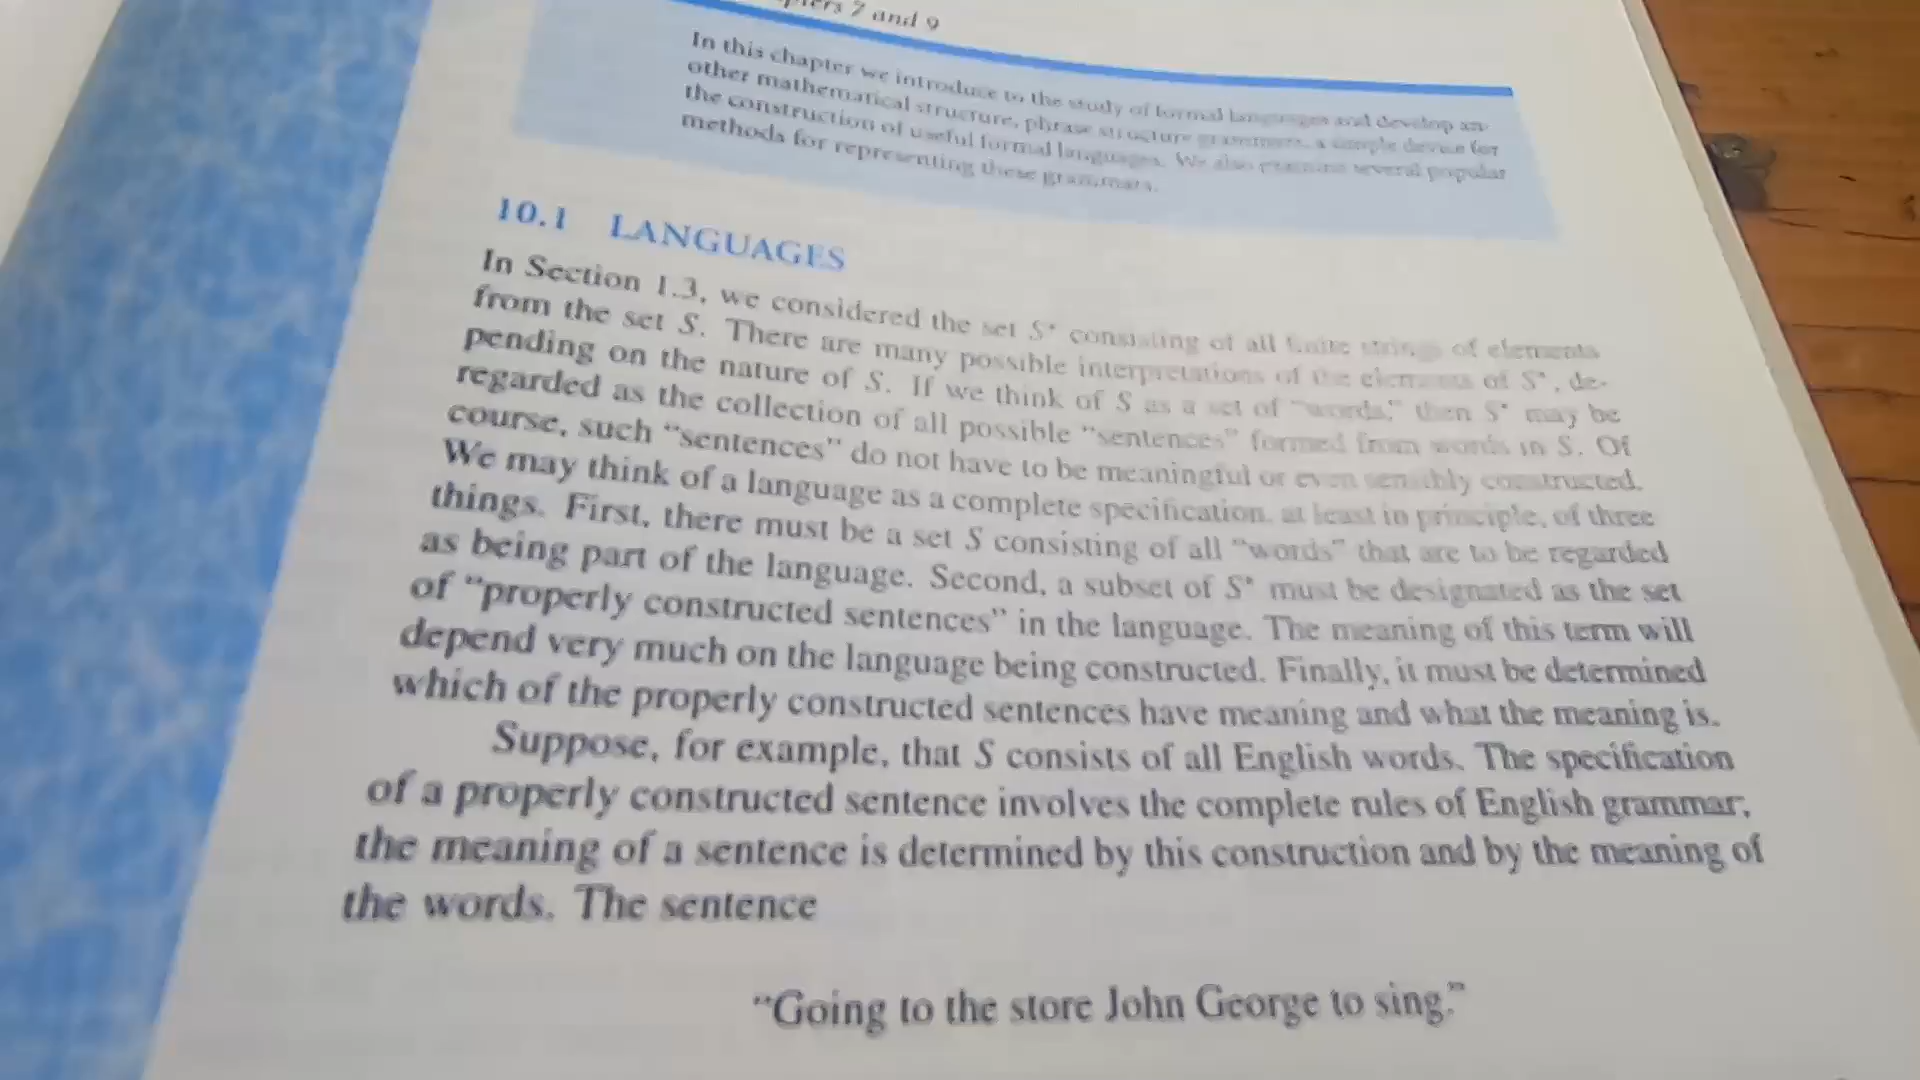 7 and 9
In this chapter we introduce to the study of formal languages and develop an-
other mathematical structure, phrase structure grammars, a simple device for
the construction of useful formal languages. We also examine several popular
methods for representing these grammars.
10.1 LANGUAGES
In Section 1.3, we considered the set S* consisting of all finite strings of elements
from the set S. There are many possible interpretations of the elements of S*, de-
pending on the nature of S. If we think of S as a set of "words," then S* may be
regarded as the collection of all possible "sentences" formed from words in S. Of
course, such "sentences" do not have to be meaningful or even sensibly constructed.
We may think of a language as a complete specification, at least in principle, of three
things. First, there must be a set S consisting of all "words" that are to be regarded
as being part of the language. Second, a subset of S* must be designated as the set
of "properly constructed sentences" in the language. The meaning of this term will
depend very much on the language being constructed. Finally, it must be determined
which of the properly constructed sentences have meaning and what the meaning is.
Suppose, for example, that S consists of all English words. The specification
of a properly constructed sentence involves the complete rules of English grammar;
the meaning of a sentence is determined by this construction and by the meaning of
the words. The sentence
"Going to the store John George to sing."